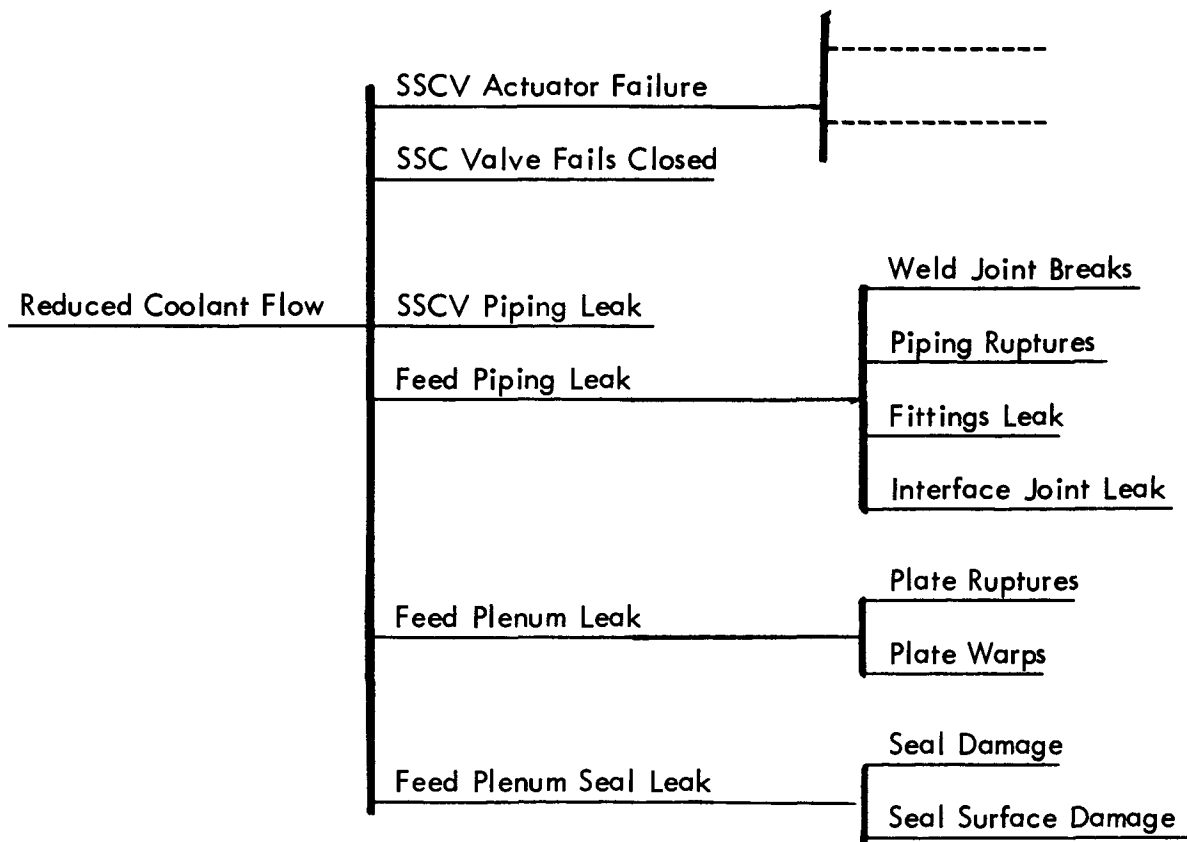 SSCV Actuator Failure
SSC Valve Fails Closed
Reduced Coolant Flow
SSCV Piping Leak
Feed Piping Leak
Weld Joint Breaks
Piping Ruptures
Fittings Leak
Interface Joint Leak
Feed Plenum Leak
Plate Ruptures
Plate Warps
Feed Plenum Seal Leak
Seal Damage
Seal Surface Damage